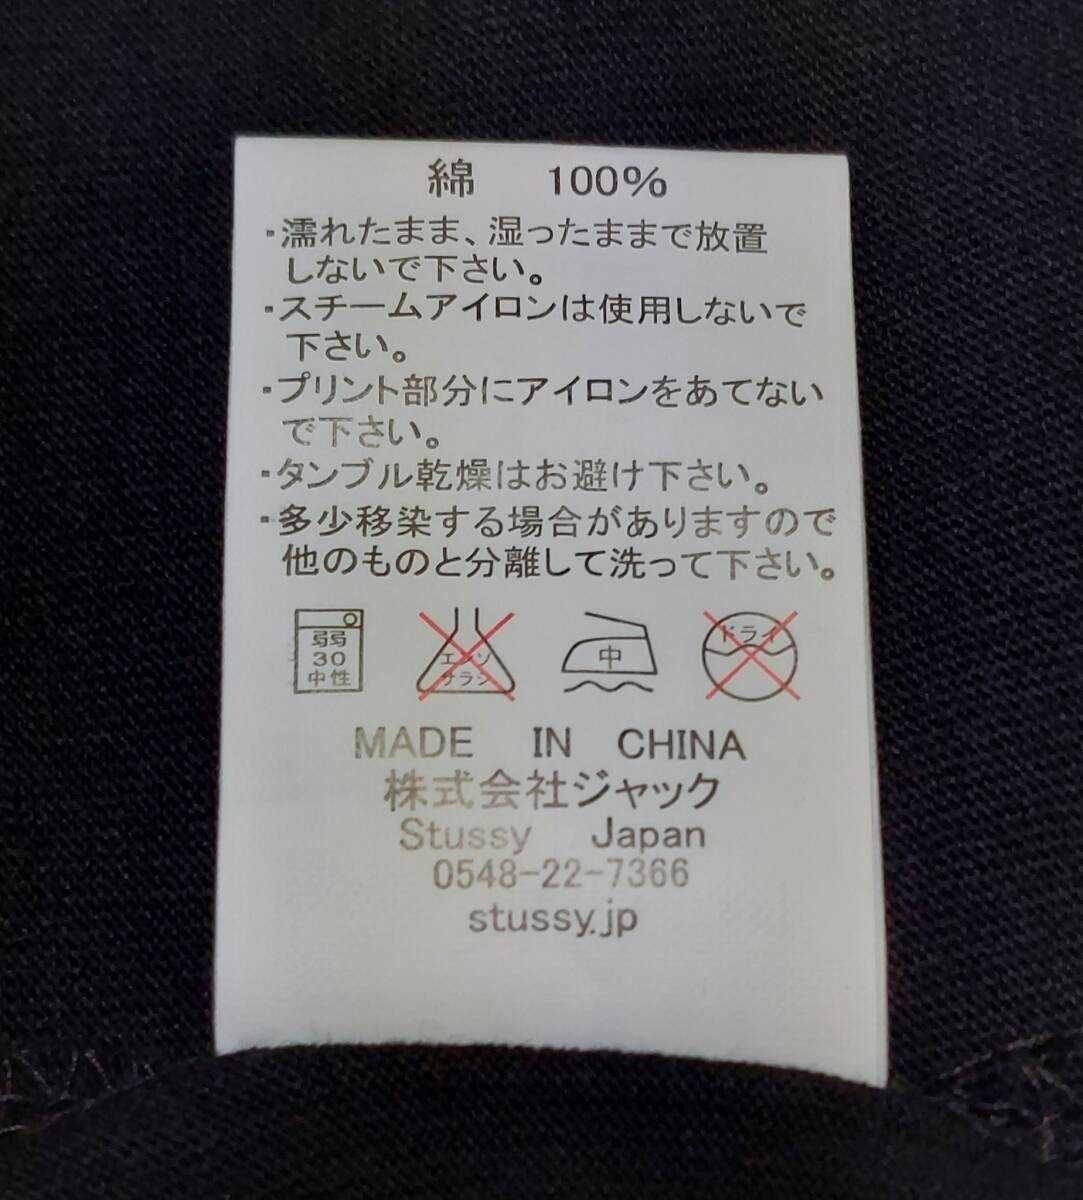 綿 100%
・濡れたまま、湿ったままで放置
しないで下さい。
・スチームアイロンは使用しないで
下さい。
・プリント部分にアイロンをあてない
で下さい。
・タンブル乾燥はお避け下さい。
・多少移染する場合がありますので
他のものと分離して洗って下さい。
弱
30
中性
エンソ
サラシ
中
ドライ
MADE IN CHINA
株式会社ジャック
Stussy Japan
0548-22-7366
stussy.jp